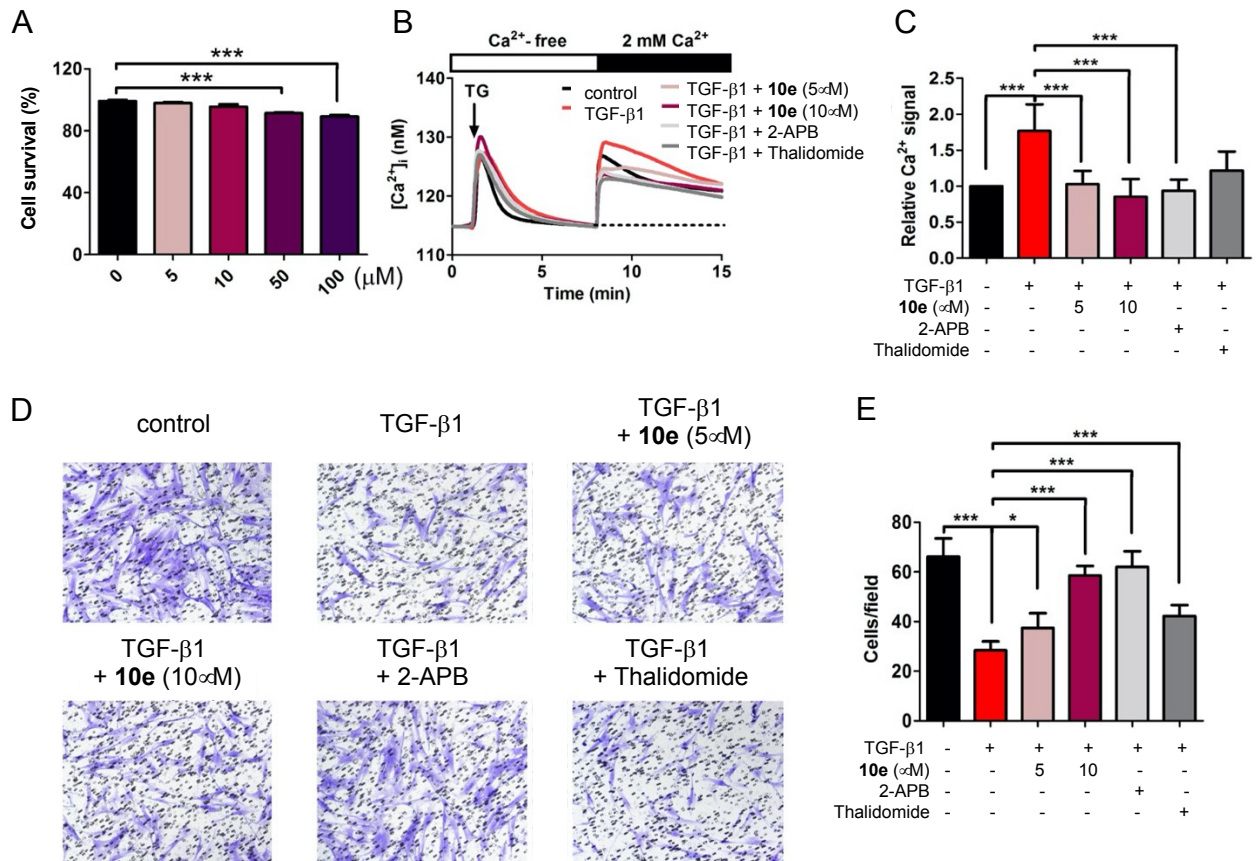 A
***
***
Cell survival (%)
120
80
40
0
0 5 10 50 100 (μM)
B
Ca²⁺- free 2 mM Ca²⁺
140
130
120
110
[Ca²⁺]ᵢ (nM)
TG
control
TGF-β1
TGF-β1 + 10e (5∝M)
TGF-β1 + 10e (10∝M)
TGF-β1 + 2-APB
TGF-β1 + Thalidomide
0 5 10 15
Time (min)
C
***
***
*** ***
Relative Ca²⁺ signal
2.5
2.0
1.5
1.0
0.5
0.0
TGF-β1 - + + + + +
10e (∝M) - - 5 10 - -
2-APB - - - - + -
Thalidomide - - - - - +
D
control
TGF-β1
TGF-β1
+ 10e (5∝M)
TGF-β1
+ 10e (10∝M)
TGF-β1
+ 2-APB
TGF-β1
+ Thalidomide
E
***
***
***
*** *
Cells/field
80
60
40
20
0
TGF-β1 - + + + + +
10e (∝M) - - 5 10 - -
2-APB - - - - + -
Thalidomide - - - - - +